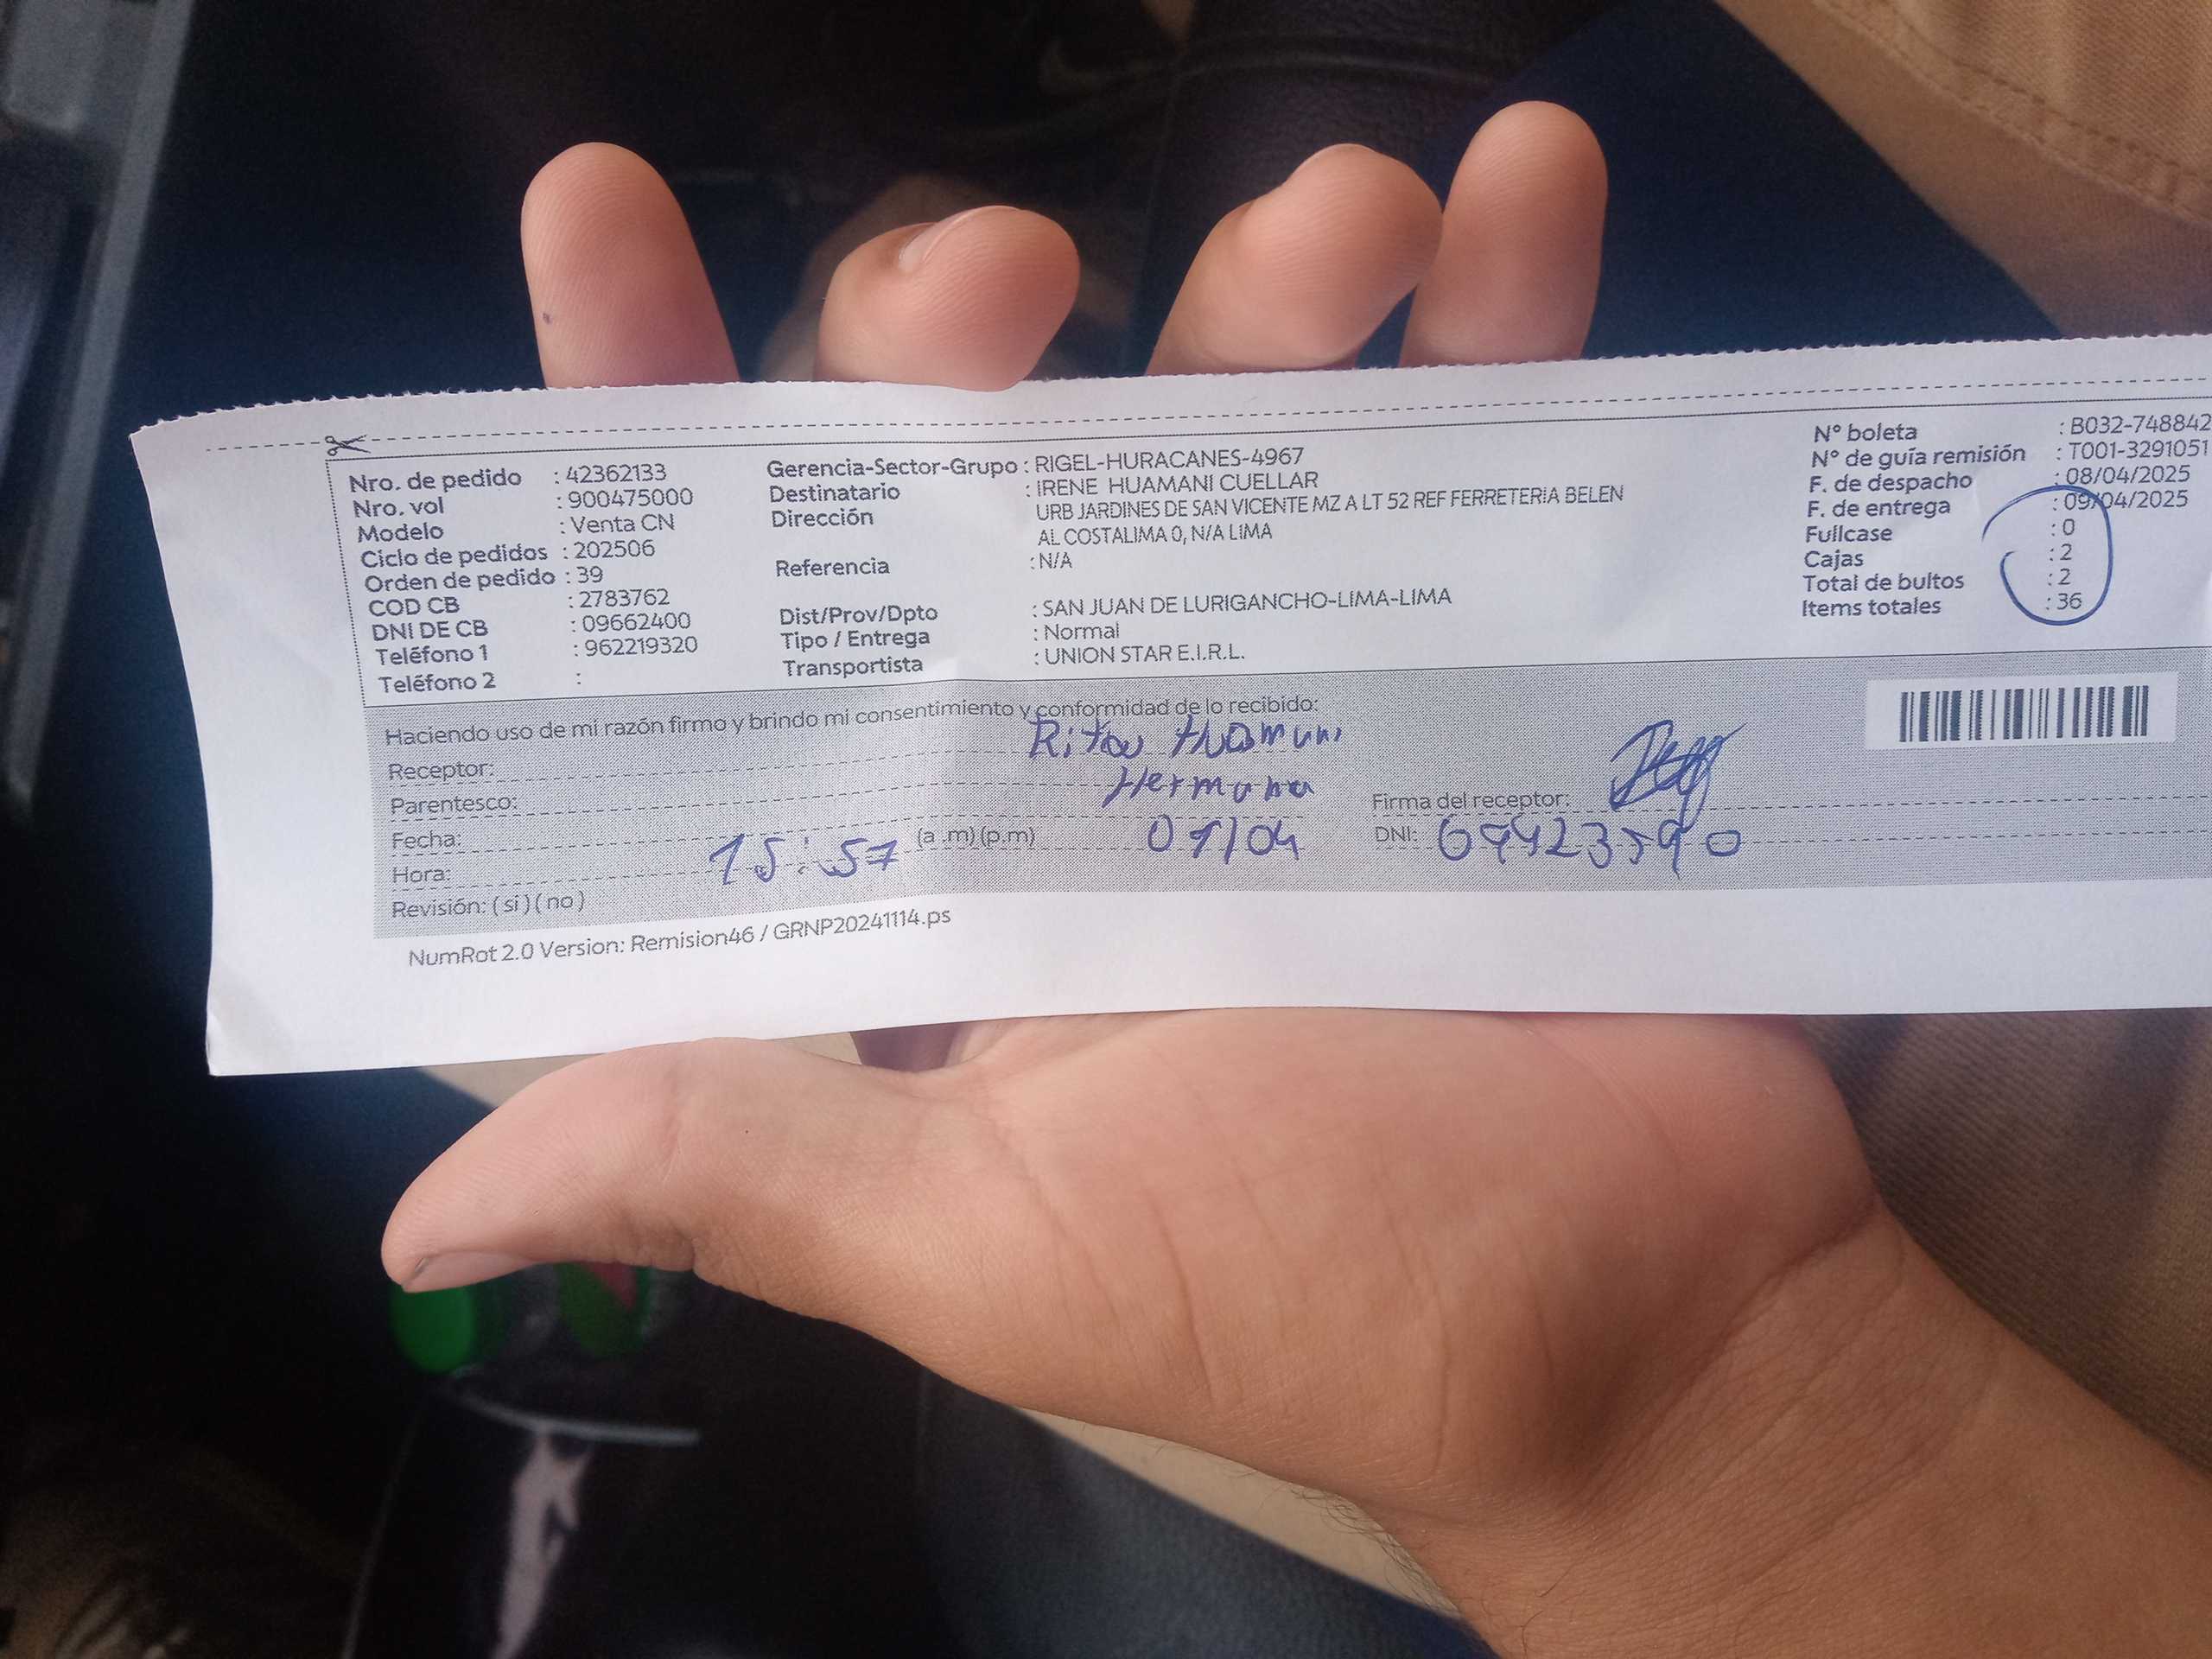 Nro. de pedido : 42362133
Nro. vol : 900475000
Modelo : Venta CN
Ciclo de pedidos : 202506
Orden de pedido : 39
COD CB : 2783762
DNI DE CB : 09662400
Teléfono 1 : 962219320
Teléfono 2 :
Gerencia-Sector-Grupo : RIGEL-HURACANES-4967
Destinatario : IRENE HUAMANI CUELLAR
Dirección URB JARDINES DE SAN VICENTE MZ A LT 52 REF FERRETERIA BELEN
AL COSTALIMA 0, N/A LIMA
Referencia : N/A
Dist/Prov/Dpto : SAN JUAN DE LURIGANCHO-LIMA-LIMA
Tipo / Entrega : Normal
Transportista : UNION STAR E.I.R.L.
N° boleta : B032-748842
N° de guía remisión : T001-3291051
F. de despacho : 08/04/2025
F. de entrega : 09/04/2025
Fullcase : 0
Cajas : 2
Total de bultos : 2
Items totales : 36
Haciendo uso de mi razón firmo y brindo mi consentimiento y conformidad de lo recibido:
Receptor: Rita Huamani
Parentesco: Hermana
Firma del receptor:
Fecha: 09/04
DNI:
Hora: 15:57 (a .m) (p.m)
Revisión: ( si ) ( no )
NumRot 2.0 Version: Remision46 / GRNP20241114.ps